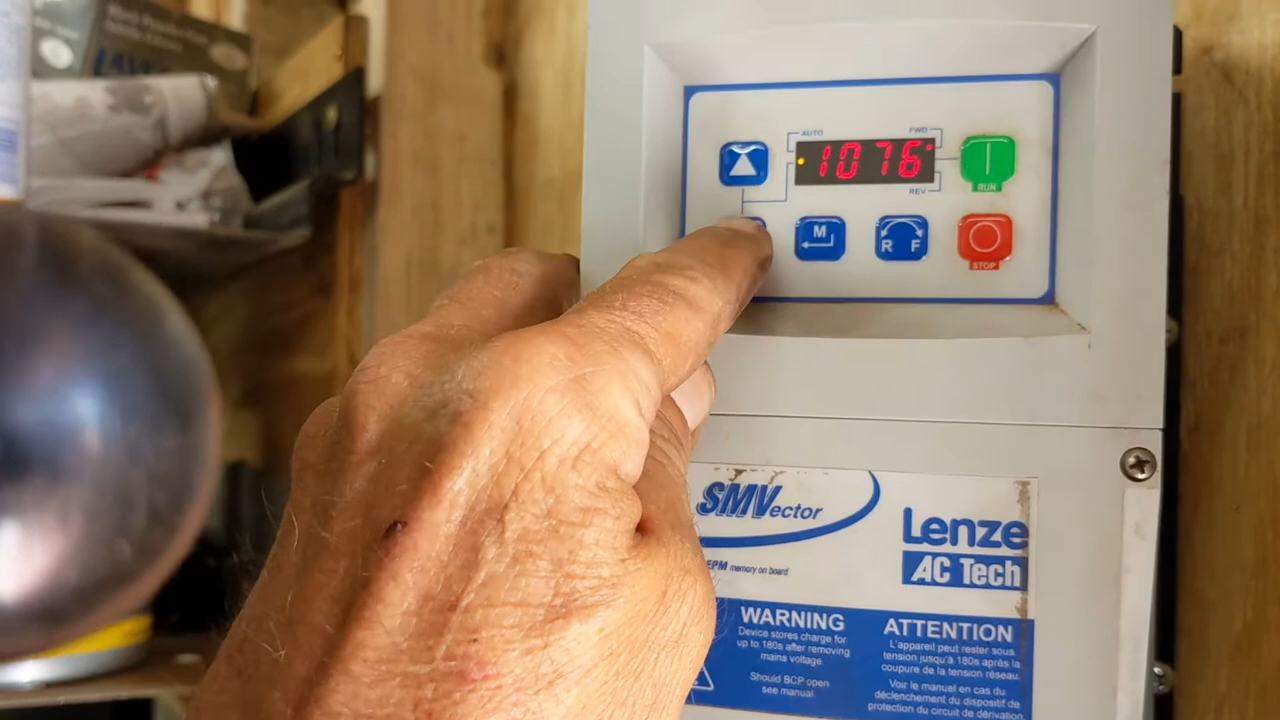 AUTO
FWD
1076
RUN
REV
M
R F
STOP
SMVector
EPM memory on board
Lenze
AC Tech
WARNING
Device stores charge for
up to 180s after removing
mains voltage.
Should BCP open
see manual.
ATTENTION
L'appareil peut rester sous
tension jusqu'à 180s après la
coupure de la tension réseau.
Voir le manuel en cas du
déclenchement du dispositif de
protection du circuit de dérivation.